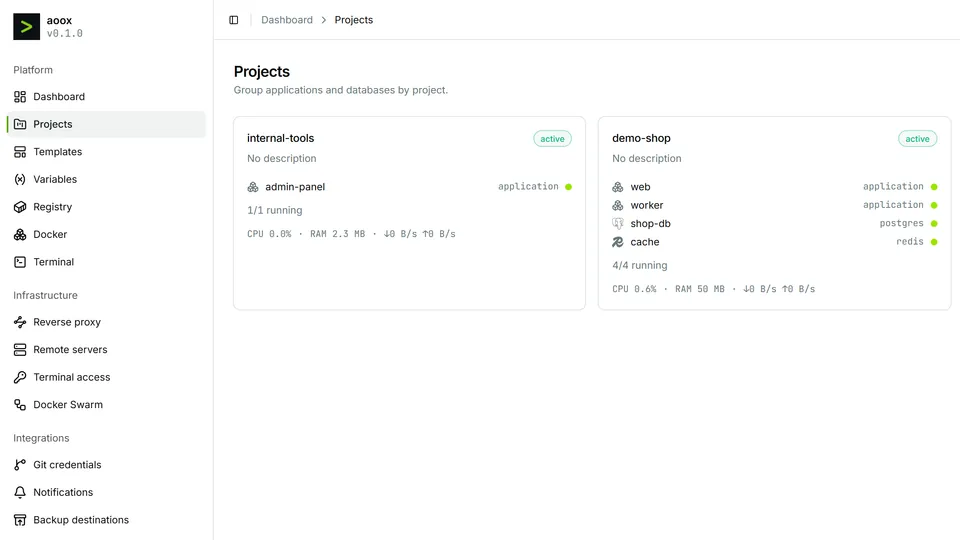 aoox
v0.1.0
Platform
Dashboard
Projects
Templates
Variables
Registry
Docker
Terminal
Infrastructure
Reverse proxy
Remote servers
Terminal access
Docker Swarm
Integrations
Git credentials
Notifications
Backup destinations
Dashboard > Projects
Projects
Group applications and databases by project.
internal-tools active
No description
admin-panel application
1/1 running
CPU 0.0% · RAM 2.3 MB · ↓0 B/s ↑0 B/s
demo-shop active
No description
web application
worker application
shop-db postgres
cache redis
4/4 running
CPU 0.6% · RAM 50 MB · ↓0 B/s ↑0 B/s